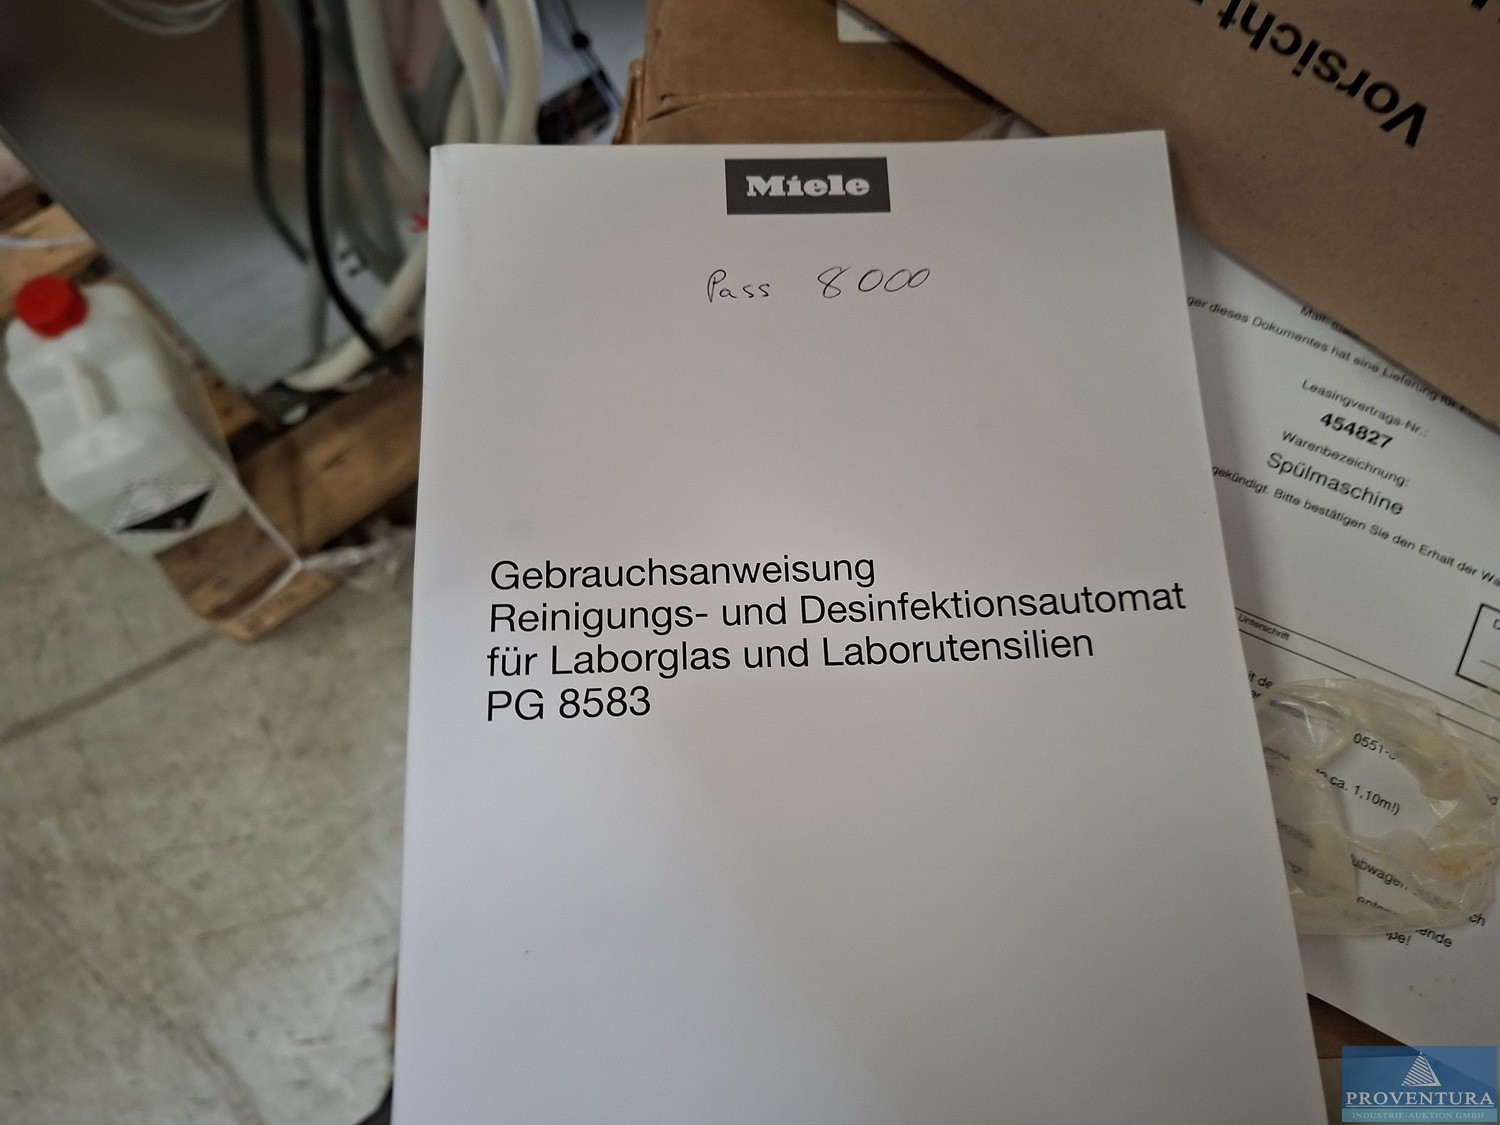 Vorsicht
Miele
Pass 8000
Gebrauchsanweisung
Reinigungs- und Desinfektionsautomat
für Laborglas und Laborutensilien
PG 8583
dieses Dokumentes hat eine Lieferung für
Leasingvertrags-Nr.:
454827
Warenbezeichnung:
Spülmaschine
gekündigt. Bitte bestätigen Sie den Erhalt der
Unterschrift
0551-
ca. 1,10m!)
PROVENTURA
INDUSTRIE-AUKTION GMBH